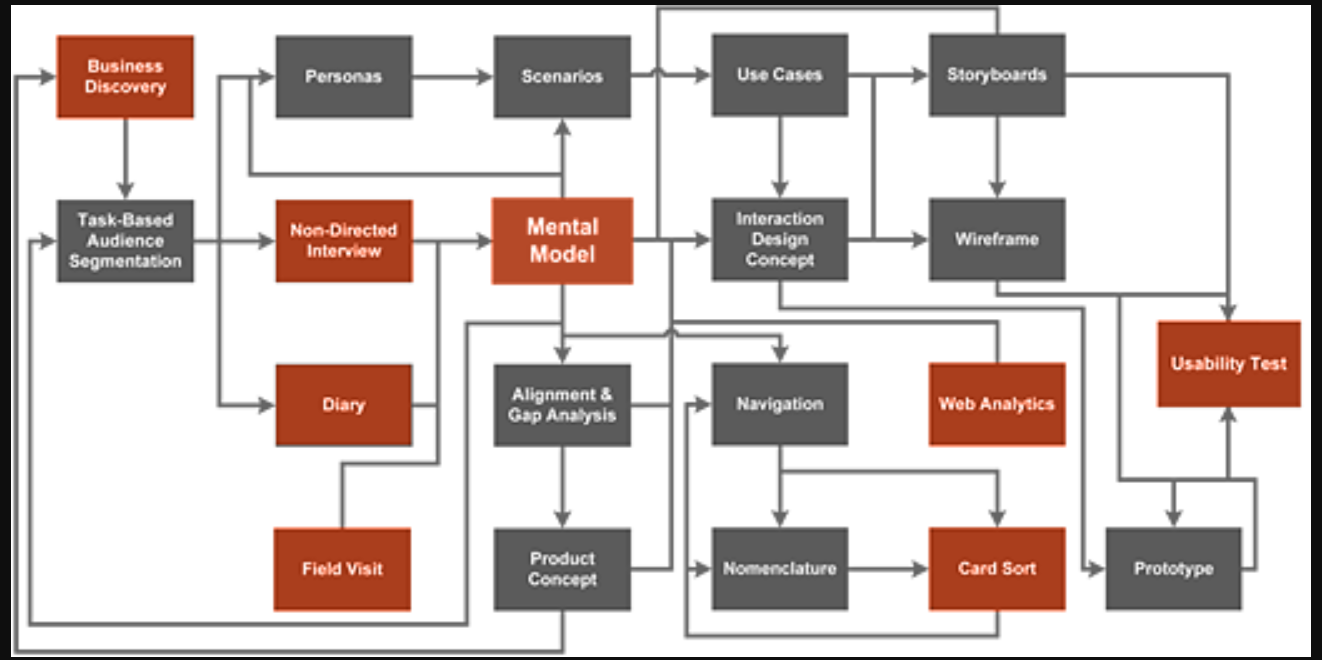 Business
Discovery
Personas
Scenarios
Use Cases
Storyboards
Task-Based
Audience
Segmentation
Non-Directed
Interview
Mental
Model
Interaction
Design
Concept
Wireframe
Usability Test
Diary
Alignment &
Gap Analysis
Navigation
Web Analytics
Field Visit
Product
Concept
Nomenclature
Card Sort
Prototype